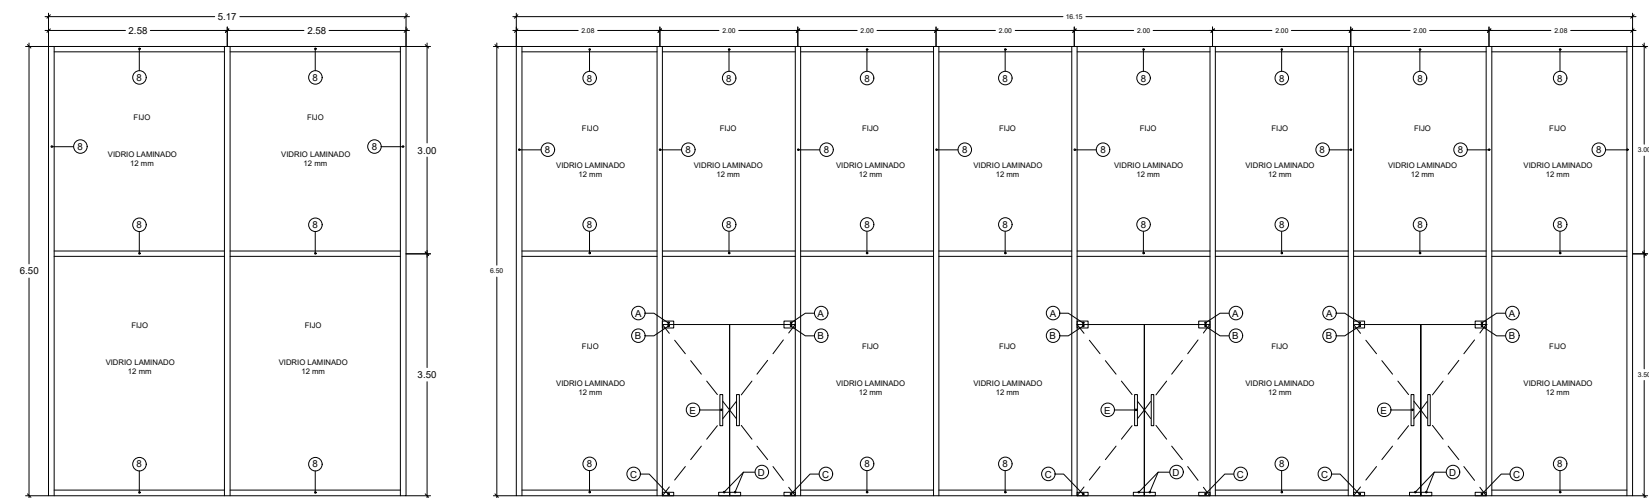 5.17
2.58
2.58
8
8
FIJO
FIJO
8
VIDRIO LAMINADO
12 mm
VIDRIO LAMINADO
12 mm
8
3.00
8
8
6.50
FIJO
FIJO
VIDRIO LAMINADO
12 mm
VIDRIO LAMINADO
12 mm
3.50
8
8
16.15
2.08
2.00
2.00
2.00
2.00
2.00
2.00
2.08
8
8
8
8
8
8
8
8
FIJO
FIJO
FIJO
FIJO
FIJO
FIJO
FIJO
FIJO
8
8
8
8
8
8
8
8
3.00
VIDRIO LAMINADO
12 mm
VIDRIO LAMINADO
12 mm
VIDRIO LAMINADO
12 mm
VIDRIO LAMINADO
12 mm
VIDRIO LAMINADO
12 mm
VIDRIO LAMINADO
12 mm
VIDRIO LAMINADO
12 mm
VIDRIO LAMINADO
12 mm
8
8
8
8
8
8
8
8
6.50
A
A
A
A
A
A
B
B
B
B
B
B
FIJO
FIJO
FIJO
FIJO
FIJO
VIDRIO LAMINADO
12 mm
VIDRIO LAMINADO
12 mm
VIDRIO LAMINADO
12 mm
VIDRIO LAMINADO
12 mm
VIDRIO LAMINADO
12 mm
3.50
E
E
E
8
8
8
8
8
C
D
C
C
D
C
C
D
C